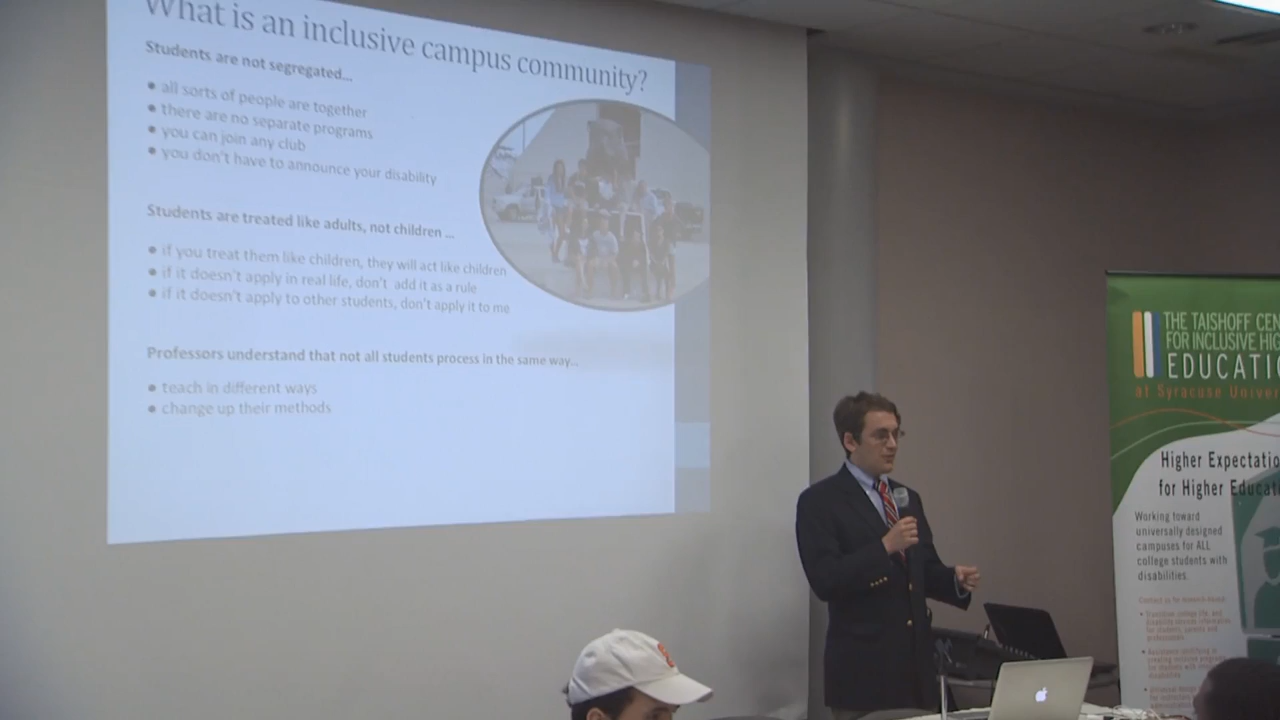 What is an inclusive campus community?
Students are not segregated...
• all sorts of people are together
• there are no separate programs
• you can join any club
• you don't have to announce your disability
Students are treated like adults, not children ...
• if you treat them like children, they will act like children
• if it doesn't apply in real life, don't add it as a rule
• if it doesn't apply to other students, don't apply it to me
Professors understand that not all students process in the same way...
• teach in different ways
• change up their methods
THE TAISHOFF CEN
FOR INCLUSIVE HIG
EDUCATIO
at Syracuse Univer
Higher Expectatio
for Higher Educat
Working toward
universally designed
campuses for ALL
college students with
disabilities.